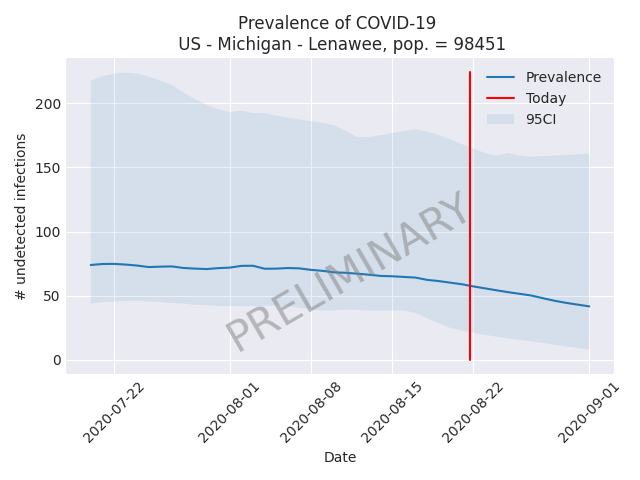 Prevalence of COVID-19
US - Michigan - Lenawee, pop. = 98451
Prevalence
Today
95CI
# undetected infections
200
150
100
50
0
PRELIMINARY
2020-07-22
2020-08-01
2020-08-08
2020-08-15
2020-08-22
2020-09-01
Date